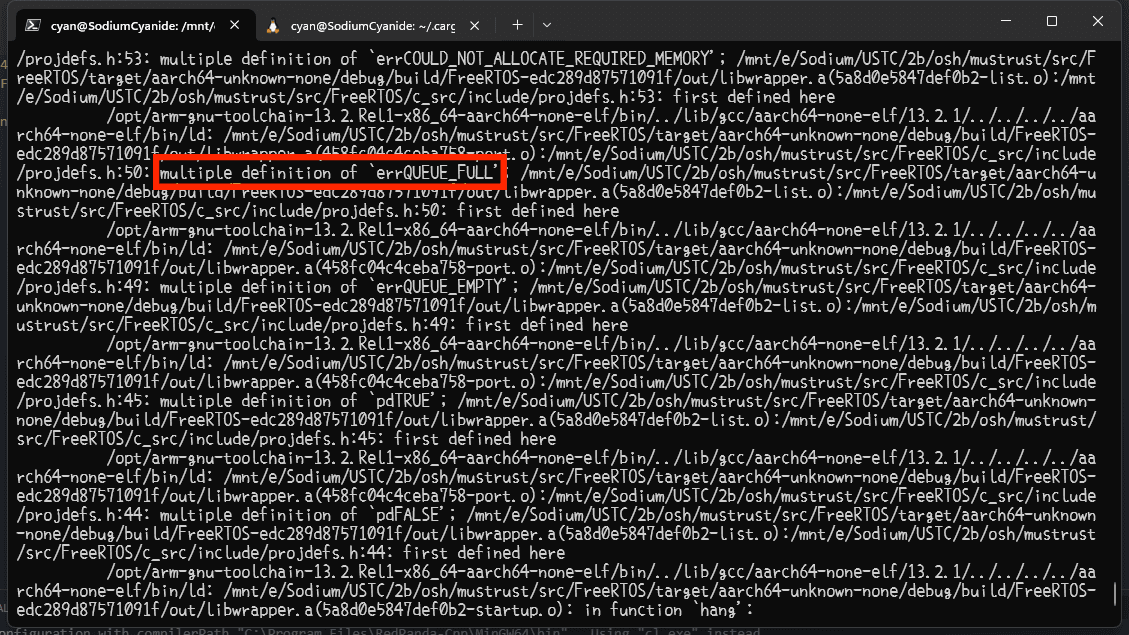 cyan@SodiumCyanide: /mnt/
cyan@SodiumCyanide: ~/.carg
/projdefs.h:53: multiple definition of `errCOULD_NOT_ALLOCATE_REQUIRED_MEMORY'; /mnt/e/Sodium/USTC/2b/osh/mustrust/src/F
reeRTOS/target/aarch64-unknown-none/debug/build/FreeRTOS-edc289d87571091f/out/libwrapper.a(5a8d0e5847def0b2-list.o):/mnt
/e/Sodium/USTC/2b/osh/mustrust/src/FreeRTOS/c_src/include/projdefs.h:53: first defined here
/opt/arm-gnu-toolchain-13.2.Rel1-x86_64-aarch64-none-elf/bin/../lib/gcc/aarch64-none-elf/13.2.1/../../../../aa
rch64-none-elf/bin/ld: /mnt/e/Sodium/USTC/2b/osh/mustrust/src/FreeRTOS/target/aarch64-unknown-none/debug/build/FreeRTOS-
edc289d87571091f/out/libwrapper.a(458fc04c4ceba758-port.o):/mnt/e/Sodium/USTC/2b/osh/mustrust/src/FreeRTOS/c_src/include
/projdefs.h:50: multiple definition of `errQUEUE_FULL'; /mnt/e/Sodium/USTC/2b/osh/mustrust/src/FreeRTOS/target/aarch64-u
nknown-none/debug/build/FreeRTOS-edc289d87571091f/out/libwrapper.a(5a8d0e5847def0b2-list.o):/mnt/e/Sodium/USTC/2b/osh/mu
strust/src/FreeRTOS/c_src/include/projdefs.h:50: first defined here
/opt/arm-gnu-toolchain-13.2.Rel1-x86_64-aarch64-none-elf/bin/../lib/gcc/aarch64-none-elf/13.2.1/../../../../aa
rch64-none-elf/bin/ld: /mnt/e/Sodium/USTC/2b/osh/mustrust/src/FreeRTOS/target/aarch64-unknown-none/debug/build/FreeRTOS-
edc289d87571091f/out/libwrapper.a(458fc04c4ceba758-port.o):/mnt/e/Sodium/USTC/2b/osh/mustrust/src/FreeRTOS/c_src/include
/projdefs.h:49: multiple definition of `errQUEUE_EMPTY'; /mnt/e/Sodium/USTC/2b/osh/mustrust/src/FreeRTOS/target/aarch64-
unknown-none/debug/build/FreeRTOS-edc289d87571091f/out/libwrapper.a(5a8d0e5847def0b2-list.o):/mnt/e/Sodium/USTC/2b/osh/m
ustrust/src/FreeRTOS/c_src/include/projdefs.h:49: first defined here
/opt/arm-gnu-toolchain-13.2.Rel1-x86_64-aarch64-none-elf/bin/../lib/gcc/aarch64-none-elf/13.2.1/../../../../aa
rch64-none-elf/bin/ld: /mnt/e/Sodium/USTC/2b/osh/mustrust/src/FreeRTOS/target/aarch64-unknown-none/debug/build/FreeRTOS-
edc289d87571091f/out/libwrapper.a(458fc04c4ceba758-port.o):/mnt/e/Sodium/USTC/2b/osh/mustrust/src/FreeRTOS/c_src/include
/projdefs.h:45: multiple definition of `pdTRUE'; /mnt/e/Sodium/USTC/2b/osh/mustrust/src/FreeRTOS/target/aarch64-unknown-
none/debug/build/FreeRTOS-edc289d87571091f/out/libwrapper.a(5a8d0e5847def0b2-list.o):/mnt/e/Sodium/USTC/2b/osh/mustrust/
src/FreeRTOS/c_src/include/projdefs.h:45: first defined here
/opt/arm-gnu-toolchain-13.2.Rel1-x86_64-aarch64-none-elf/bin/../lib/gcc/aarch64-none-elf/13.2.1/../../../../aa
rch64-none-elf/bin/ld: /mnt/e/Sodium/USTC/2b/osh/mustrust/src/FreeRTOS/target/aarch64-unknown-none/debug/build/FreeRTOS-
edc289d87571091f/out/libwrapper.a(458fc04c4ceba758-port.o):/mnt/e/Sodium/USTC/2b/osh/mustrust/src/FreeRTOS/c_src/include
/projdefs.h:44: multiple definition of `pdFALSE'; /mnt/e/Sodium/USTC/2b/osh/mustrust/src/FreeRTOS/target/aarch64-unknown
-none/debug/build/FreeRTOS-edc289d87571091f/out/libwrapper.a(5a8d0e5847def0b2-list.o):/mnt/e/Sodium/USTC/2b/osh/mustrust
/src/FreeRTOS/c_src/include/projdefs.h:44: first defined here
/opt/arm-gnu-toolchain-13.2.Rel1-x86_64-aarch64-none-elf/bin/../lib/gcc/aarch64-none-elf/13.2.1/../../../../aa
rch64-none-elf/bin/ld: /mnt/e/Sodium/USTC/2b/osh/mustrust/src/FreeRTOS/target/aarch64-unknown-none/debug/build/FreeRTOS-
edc289d87571091f/out/libwrapper.a(5a8d0e5847def0b2-startup.o): in function `hang':